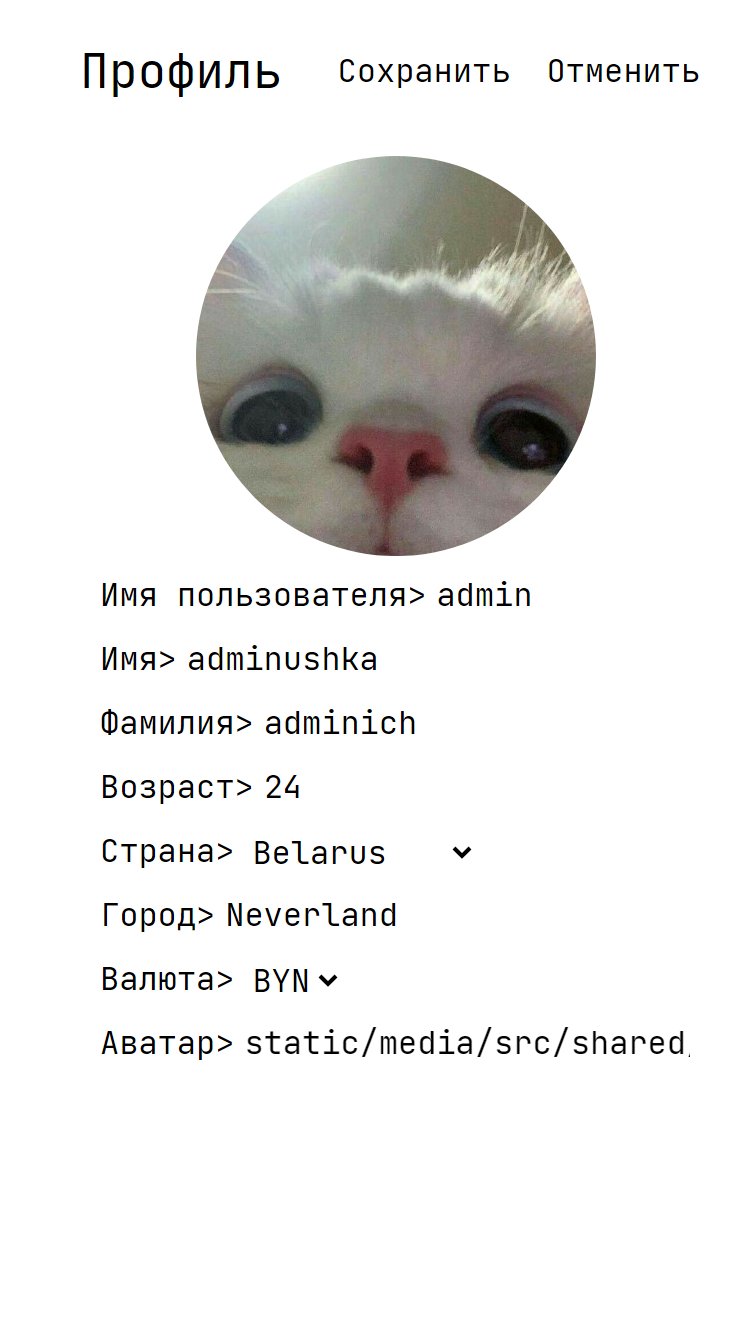 Профиль Сохранить Отменить
Имя пользователя> admin
Имя> adminushka
Фамилия> adminich
Возраст> 24
Страна> Belarus
Город> Neverland
Валюта> BYN
Аватар> static/media/src/shared/